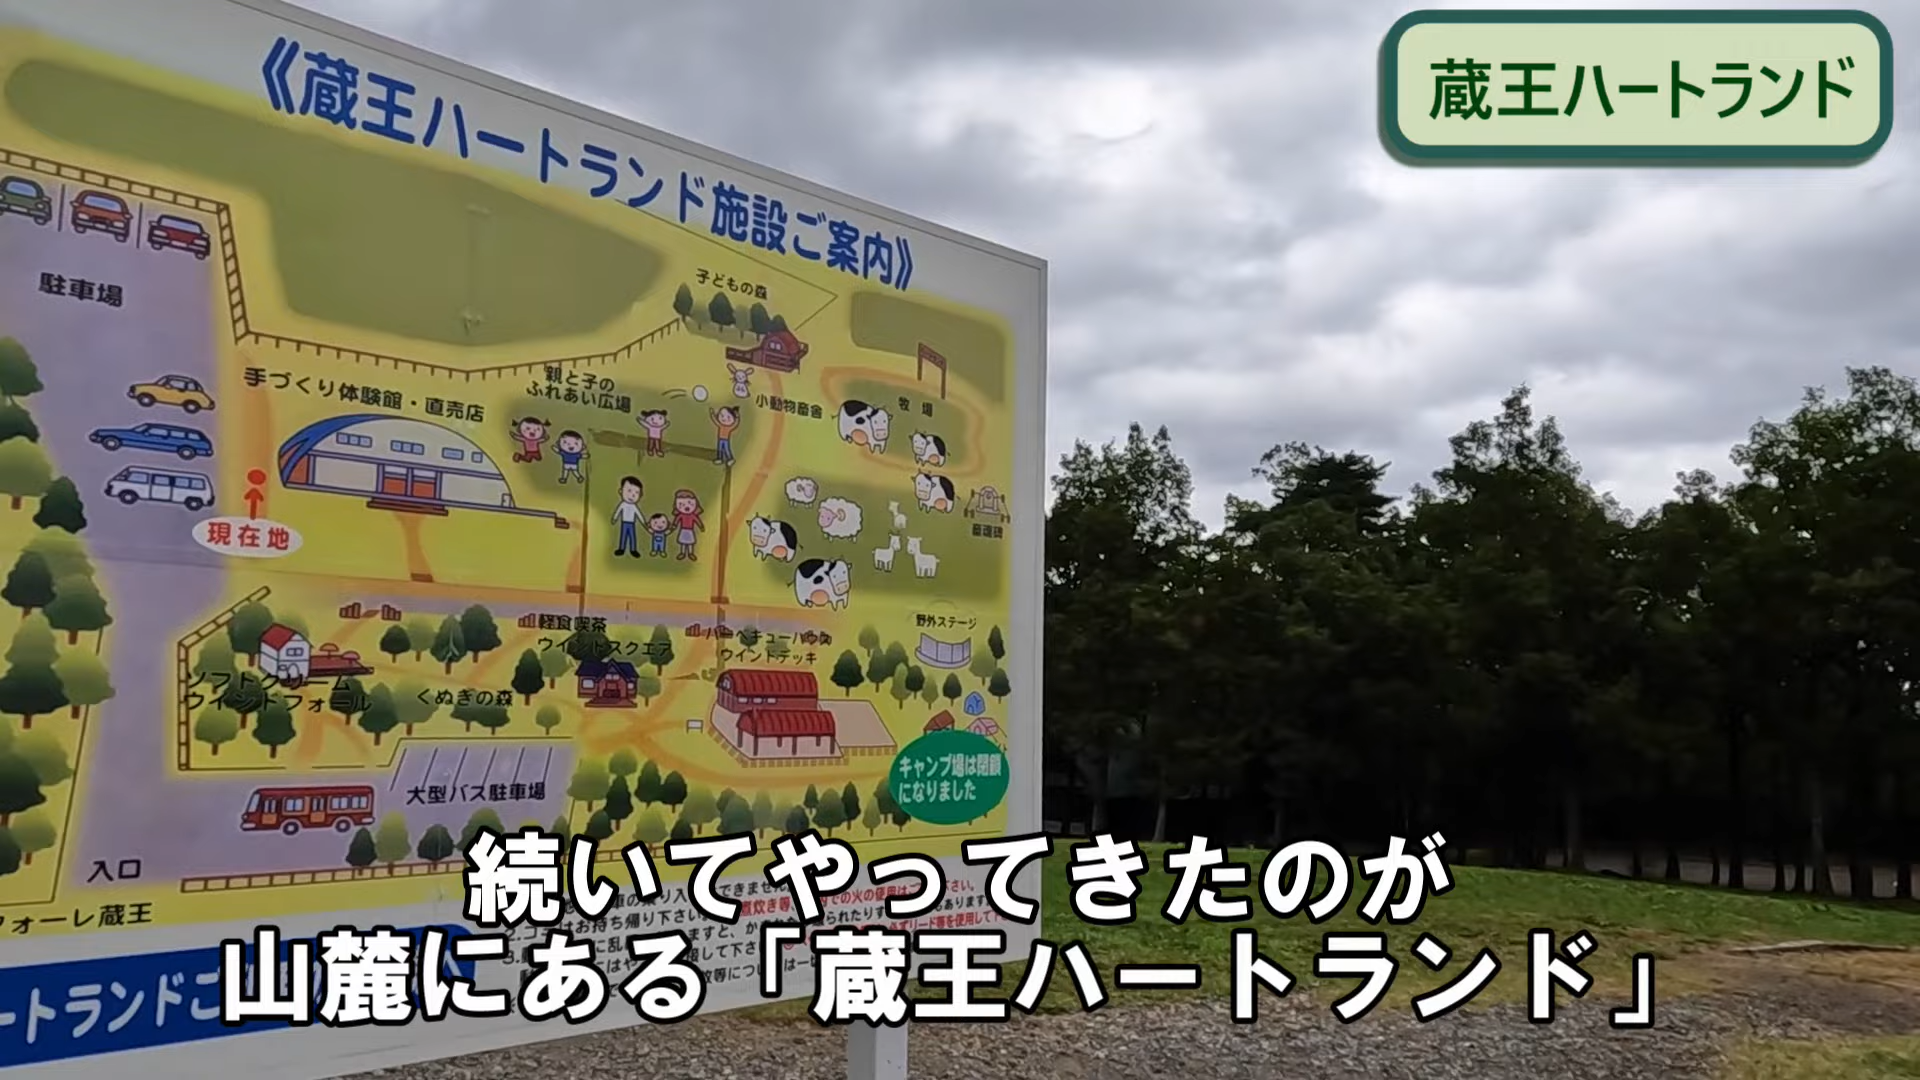 蔵王ハートランド
《蔵王ハートランド施設ご案内》
子どもの森
駐車場
手づくり体験館・直売店
親と子の
ふれあい広場
小動物畜舎
牧場
畜魂碑
現在地
野外ステージ
軽食喫茶
ウインドスクエア
バーベキューハウス
ウインドデッキ
ソフトクリーム
ウインドフォール
くぬぎの森
キャンプ場は閉鎖
になりました
大型バス駐車場
入口
フォーレ蔵王
続いてやってきたのが
山麓にある「蔵王ハートランド」